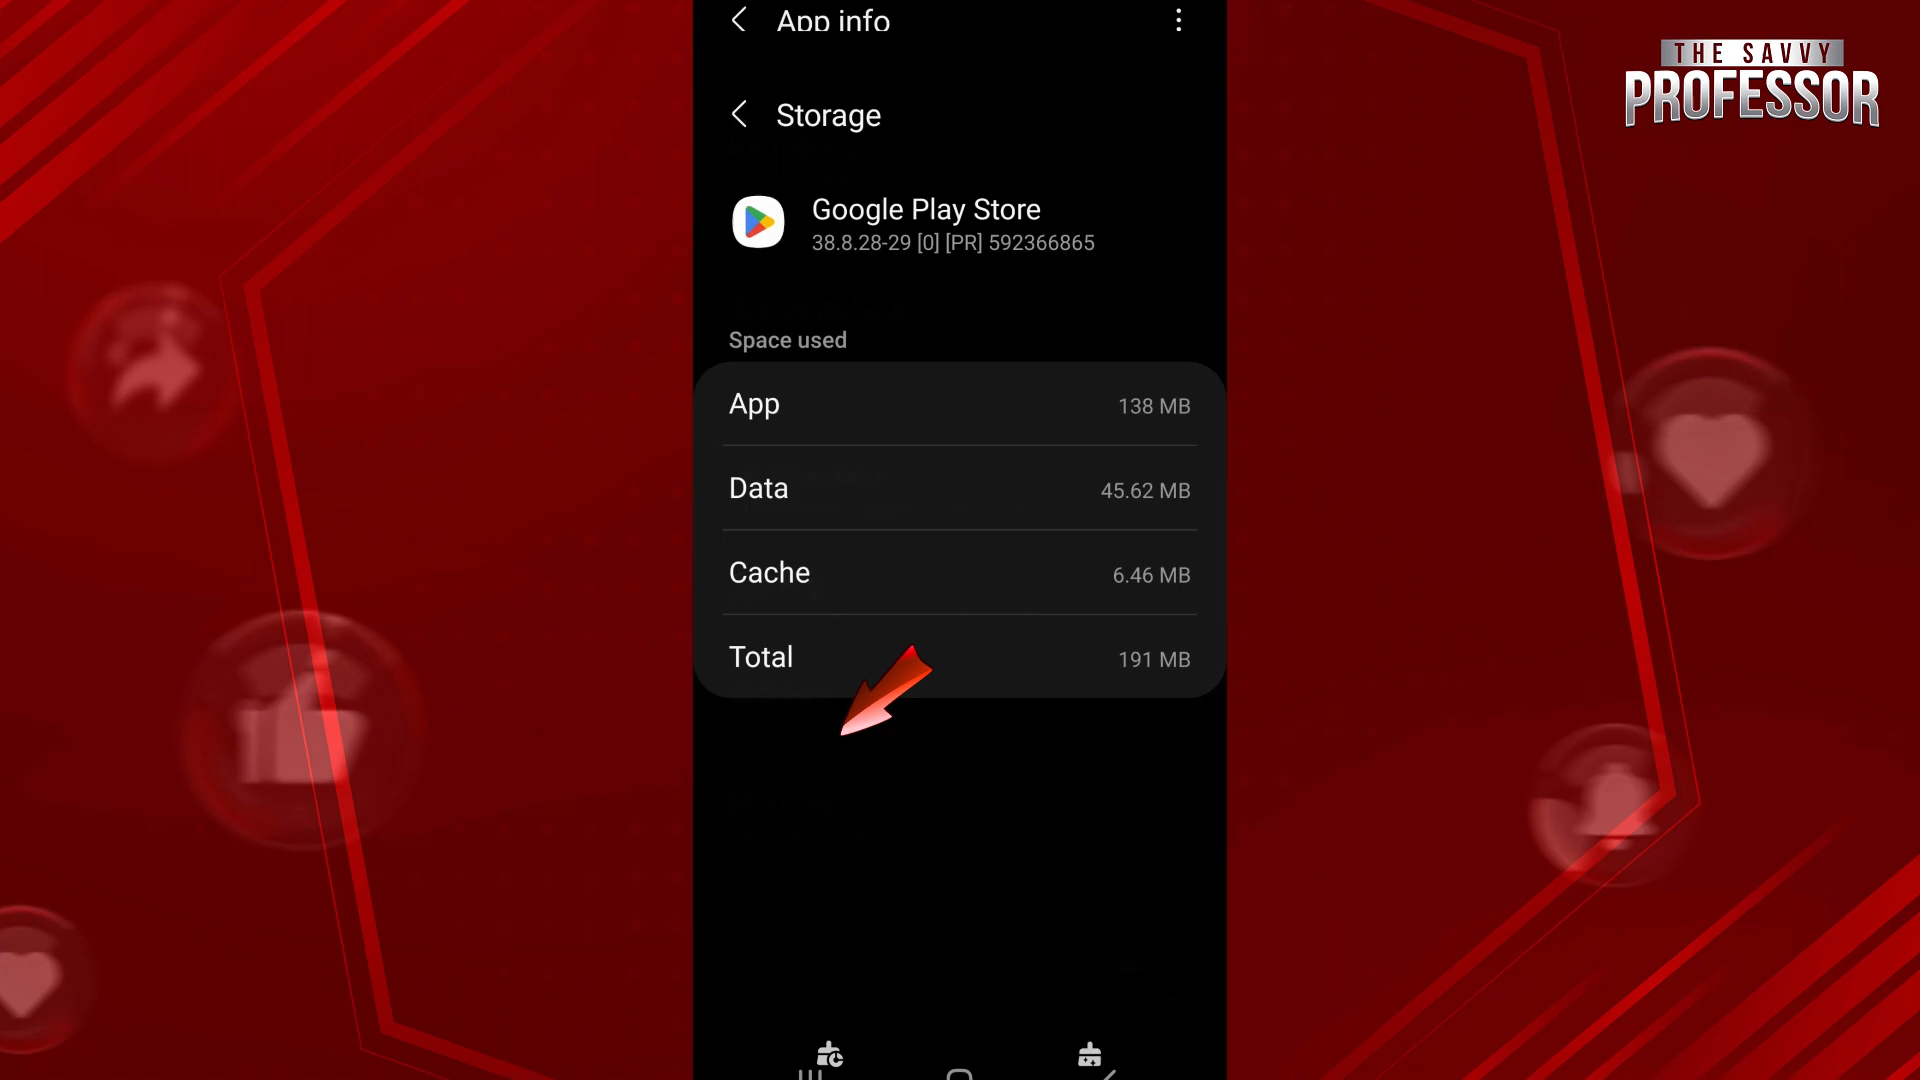 App info
THE SAVVY
PROFESSOR
Storage
Google Play Store
38.8.28-29 [0] [PR] 592366865
Space used
App 138 MB
Data 45.62 MB
Cache 6.46 MB
Total 191 MB